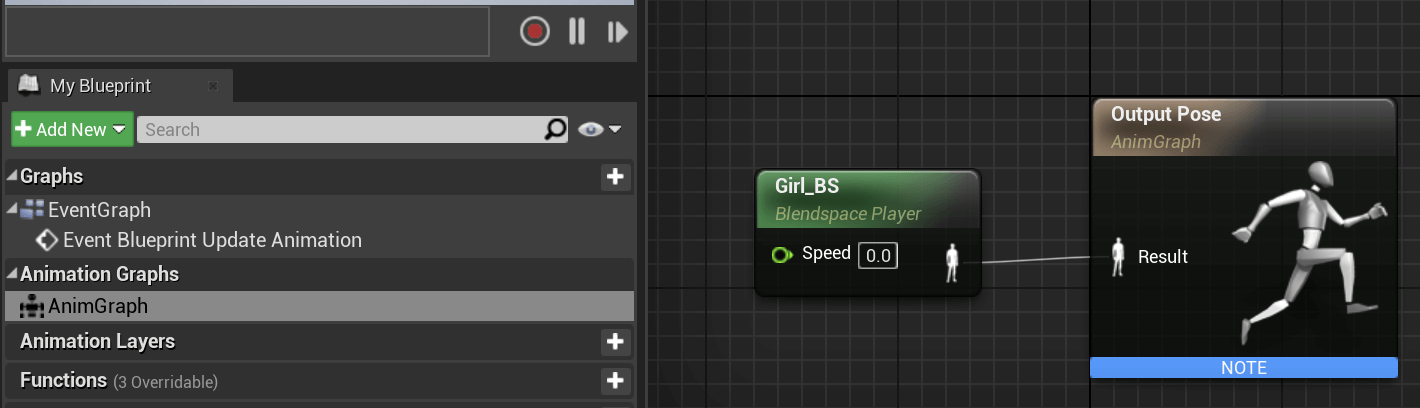 My Blueprint
Add New
Search
Graphs
EventGraph
Event Blueprint Update Animation
Animation Graphs
AnimGraph
Animation Layers
Functions (3 Overridable)
Girl_BS
Blendspace Player
Speed 0.0
Output Pose
AnimGraph
Result
NOTE